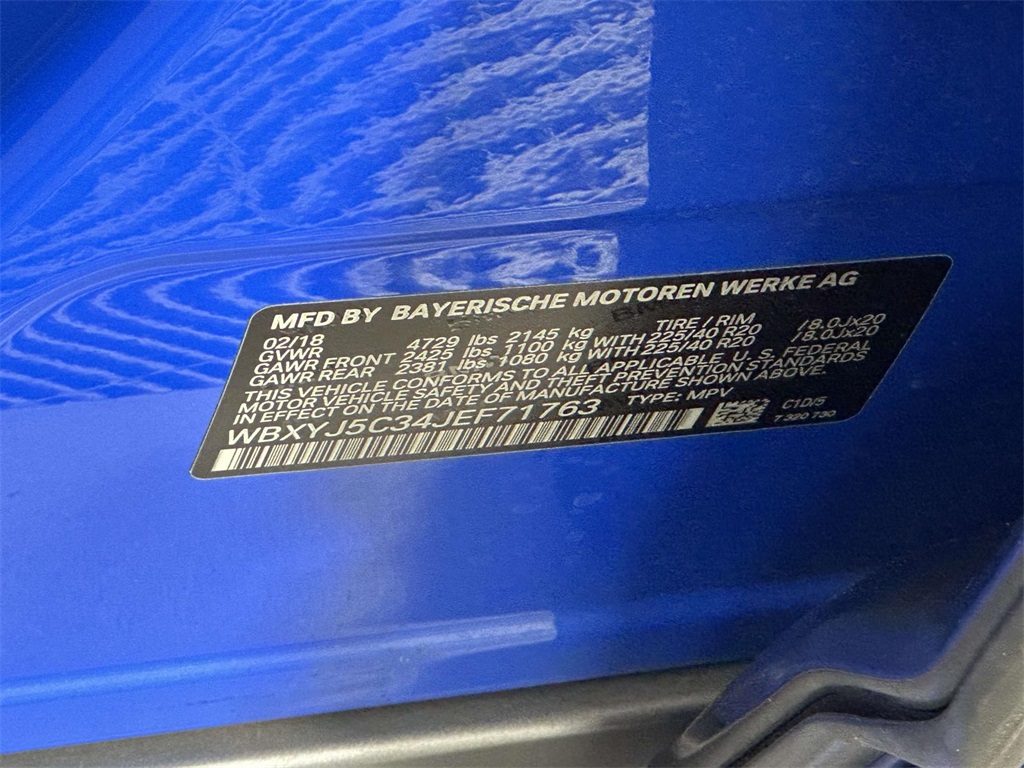 MFD BY BAYERISCHE MOTOREN WERKE AG
02/18 4729 lbs 2145 kg TIRE / RIM
GVWR
GAWR FRONT 2425 lbs 1100 kg WITH 225/40 R20 /8.0Jx20
GAWR REAR 2381 lbs 1080 kg WITH 225/40 R20 /8.0Jx20
THIS VEHICLE CONFORMS TO ALL APPLICABLE U. S. FEDERAL
MOTOR VEHICLE SAFETY AND THEFT PREVENTION STANDARDS
IN EFFECT ON THE DATE OF MANUFACTURE SHOWN ABOVE.
WBXYJ5C34JEF71763 TYPE: MPV C1D/5
7 320 730